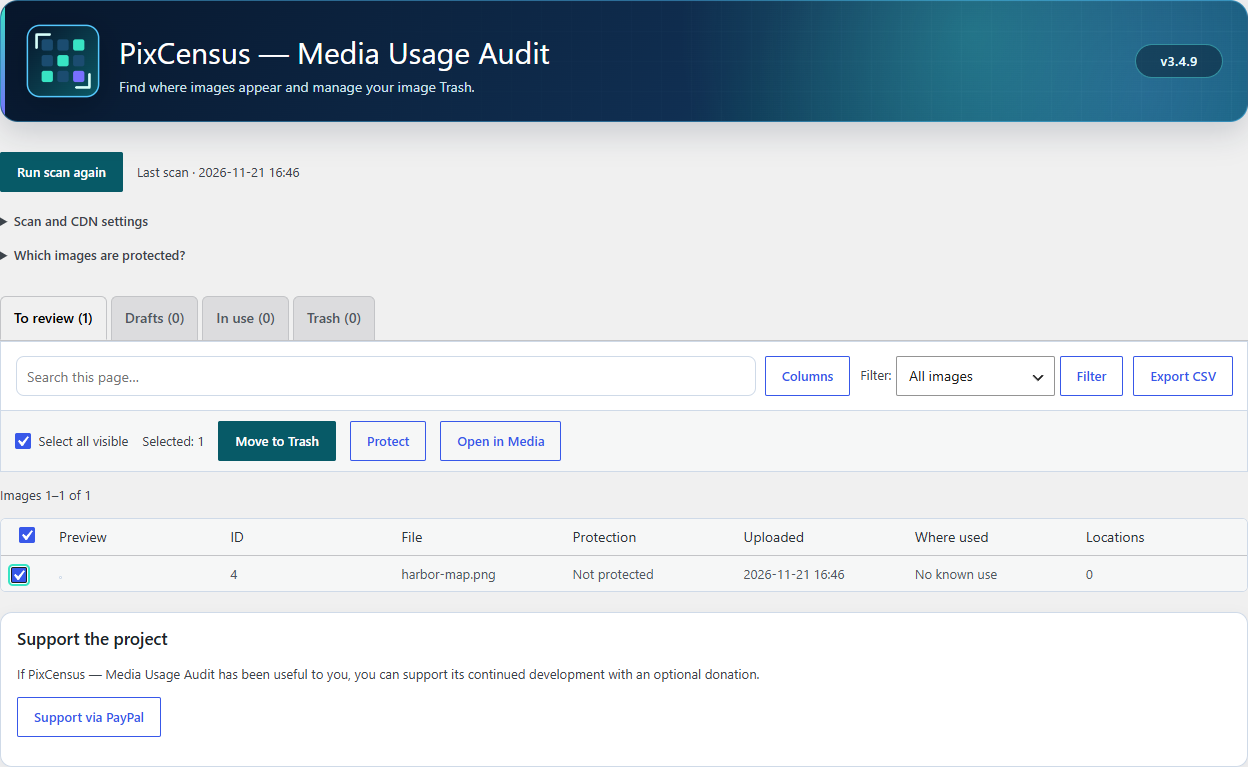 PixCensus — Media Usage Audit
Find where images appear and manage your image Trash.
v3.4.9
Run scan again
Last scan · 2026-11-21 16:46
Scan and CDN settings
Which images are protected?
To review (1)
Drafts (0)
In use (0)
Trash (0)
Search this page...
Columns
Filter:
All images
Filter
Export CSV
Select all visible
Selected: 1
Move to Trash
Protect
Open in Media
Images 1–1 of 1
Preview ID File Protection Uploaded Where used Locations
4 harbor-map.png Not protected 2026-11-21 16:46 No known use 0
Support the project
If PixCensus — Media Usage Audit has been useful to you, you can support its continued development with an optional donation.
Support via PayPal